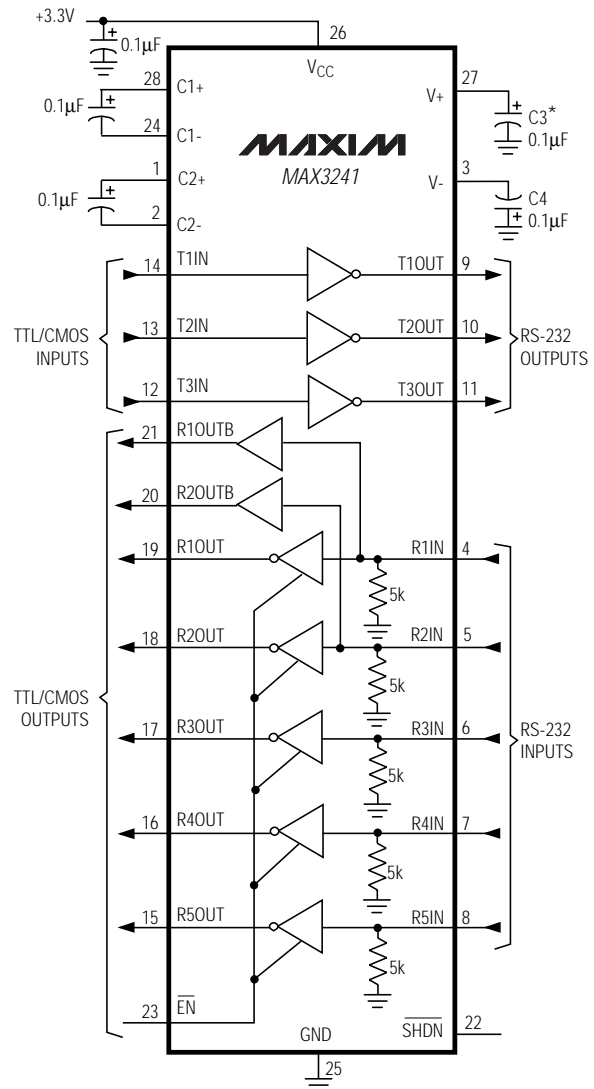 +3.3V
26
0.1µF
VCC
28
C1+
27
V+
0.1µF
C3*
0.1µF
24
C1-
MAXIM
MAX3241
1
C2+
3
V-
0.1µF
C4
0.1µF
2
C2-
14
T1IN
T1OUT
9
TTL/CMOS
INPUTS
13
T2IN
T2OUT
10
RS-232
OUTPUTS
12
T3IN
T3OUT
11
21
R1OUTB
20
R2OUTB
19
R1OUT
R1IN
4
5k
18
R2OUT
R2IN
5
5k
TTL/CMOS
OUTPUTS
17
R3OUT
R3IN
6
RS-232
INPUTS
5k
16
R4OUT
R4IN
7
5k
15
R5OUT
R5IN
8
5k
23
EN
GND
SHDN
22
25